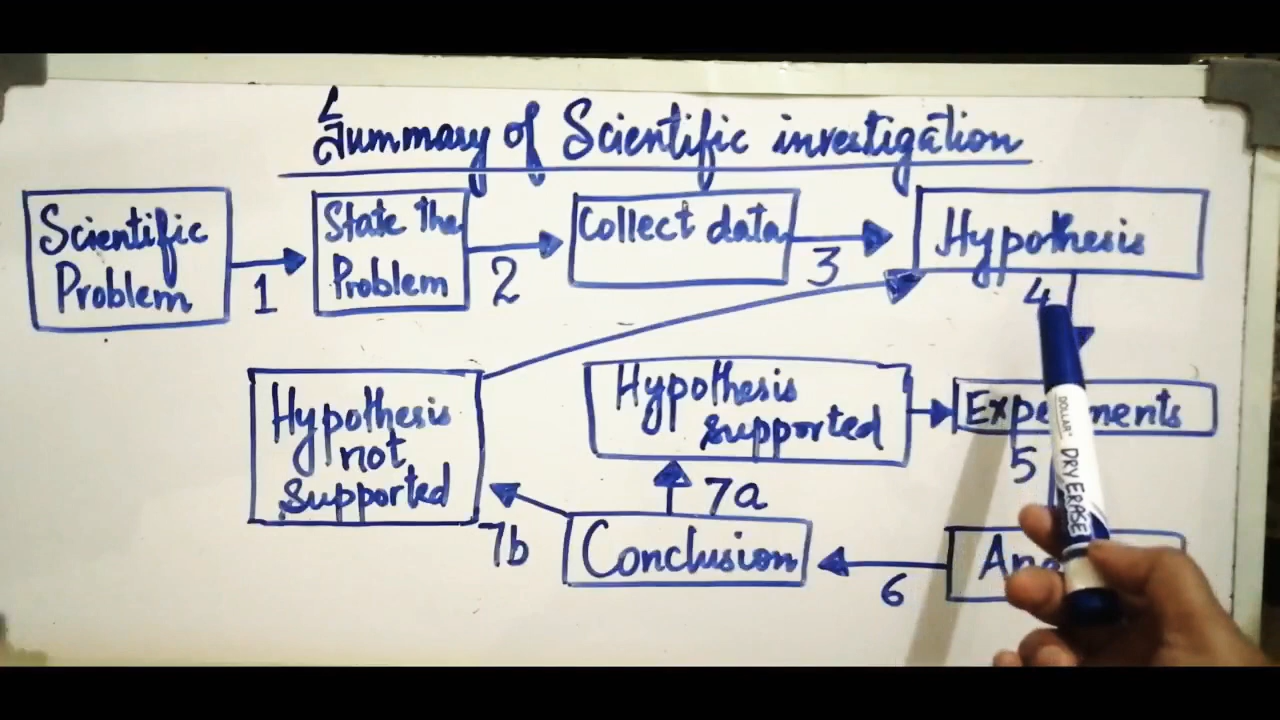 Summary of Scientific investigation
Scientific
Problem
1
State the
Problem
2
Collect data
3
Hypothesis
4
Hypothesis
not
supported
Hypothesis
supported
Experiments
5
DOLLAR
DRY ERASE
7a
7b
Conclusion
6